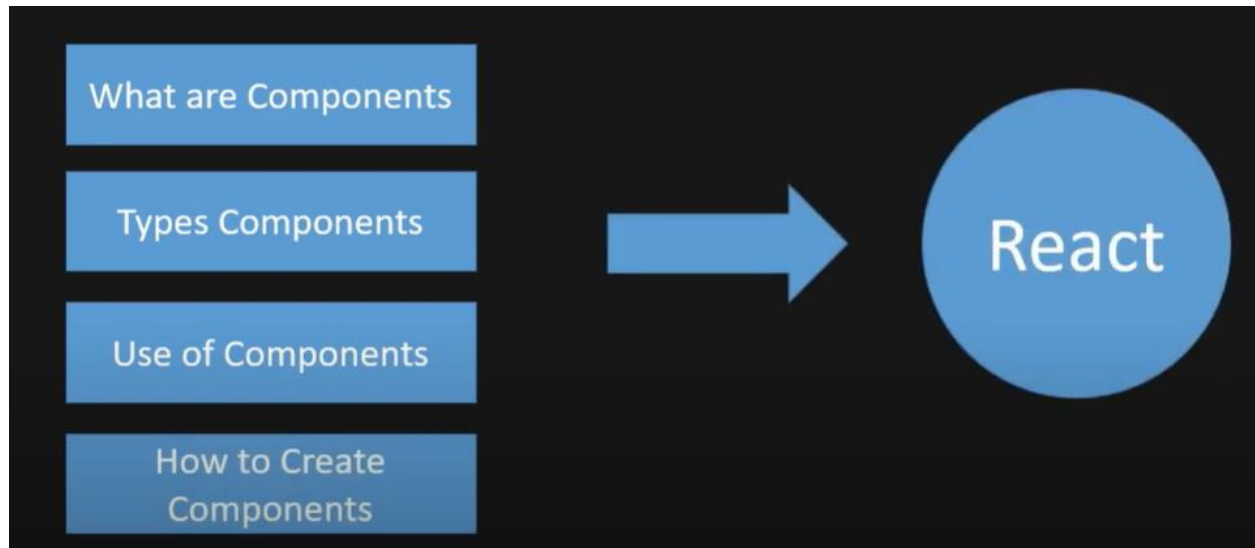 What are Components
Types Components
Use of Components
How to Create
Components
React